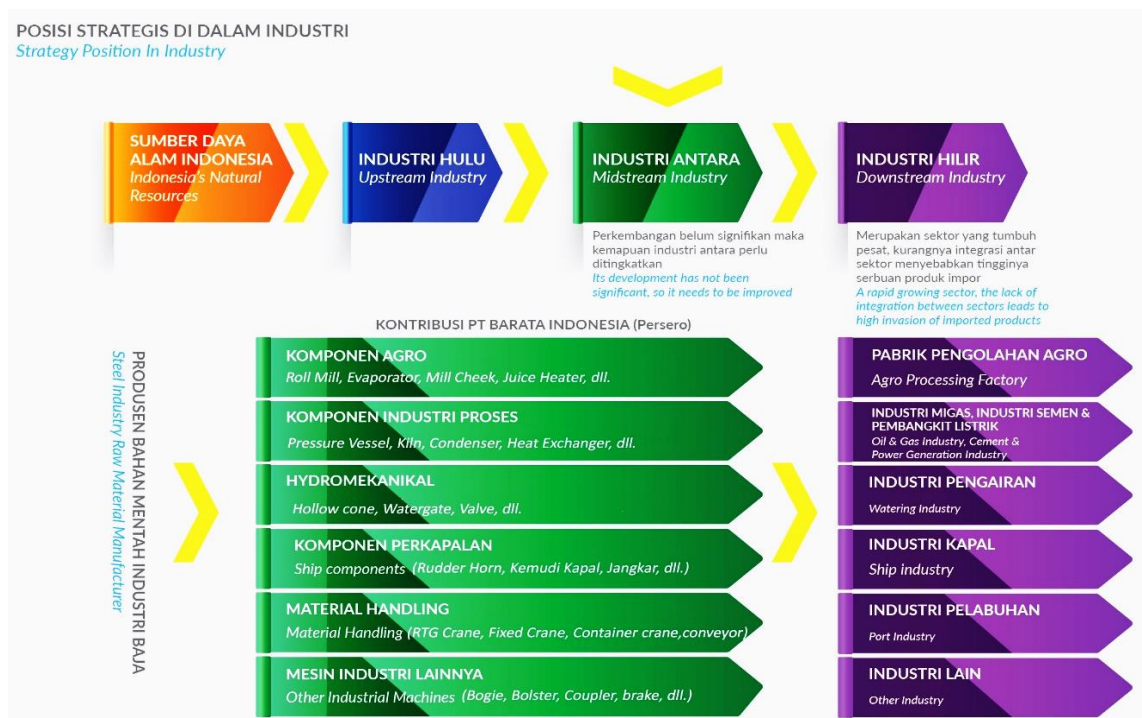 POSISI STRATEGIS DI DALAM INDUSTRI
Strategy Position In Industry
SUMBER DAYA
ALAM INDONESIA
Indonesia's Natural
Resources
INDUSTRI HULU
Upstream Industry
INDUSTRI ANTARA
Midstream Industry
INDUSTRI HILIR
Downstream Industry
Perkembangan belum signifikan maka
kemapuan industri antara perlu
ditingkatkan
Its development has not been
significant, so it needs to be improved
Merupakan sektor yang tumbuh
pesat, kurangnya integrasi antar
sektor menyebabkan tingginya
serbuan produk impor
A rapid growing sector, the lack of
integration between sectors leads to
high invasion of imported products
KONTRIBUSI PT BARATA INDONESIA (Persero)
PRODUSEN BAHAN MENTAH INDUSTRI BAJA
Steel Industry Raw Material Manufacturer
KOMPONEN AGRO
Roll Mill, Evaporator, Mill Cheek, Juice Heater, dll.
KOMPONEN INDUSTRI PROSES
Pressure Vessel, Kiln, Condenser, Heat Exchanger, dll.
HYDROMEKANIKAL
Hollow cone, Watergate, Valve, dll.
KOMPONEN PERKAPALAN
Ship components (Rudder Horn, Kemudi Kapal, Jangkar, dll.)
MATERIAL HANDLING
Material Handling (RTG Crane, Fixed Crane, Container crane,conveyor)
MESIN INDUSTRI LAINNYA
Other Industrial Machines (Bogie, Bolster, Coupler, brake, dll.)
PABRIK PENGOLAHAN AGRO
Agro Processing Factory
INDUSTRI MIGAS, INDUSTRI SEMEN &
PEMBANGKIT LISTRIK
Oil & Gas Industry, Cement &
Power Generation Industry
INDUSTRI PENGAIRAN
Watering Industry
INDUSTRI KAPAL
Ship industry
INDUSTRI PELABUHAN
Port Industry
INDUSTRI LAIN
Other Industry